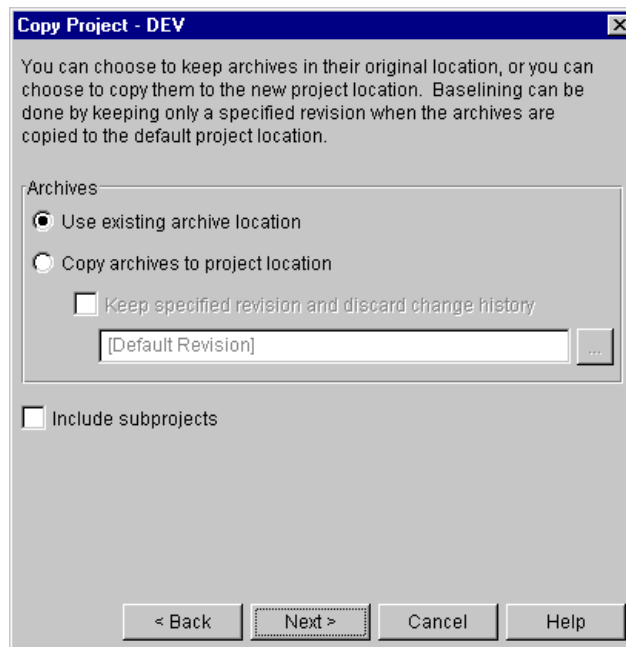 Copy Project - DEV
You can choose to keep archives in their original location, or you can
choose to copy them to the new project location.  Baselining can be
done by keeping only a specified revision when the archives are
copied to the default project location.
Archives
Use existing archive location
Copy archives to project location
Keep specified revision and discard change history
[Default Revision]
...
Include subprojects
< Back
Next >
Cancel
Help